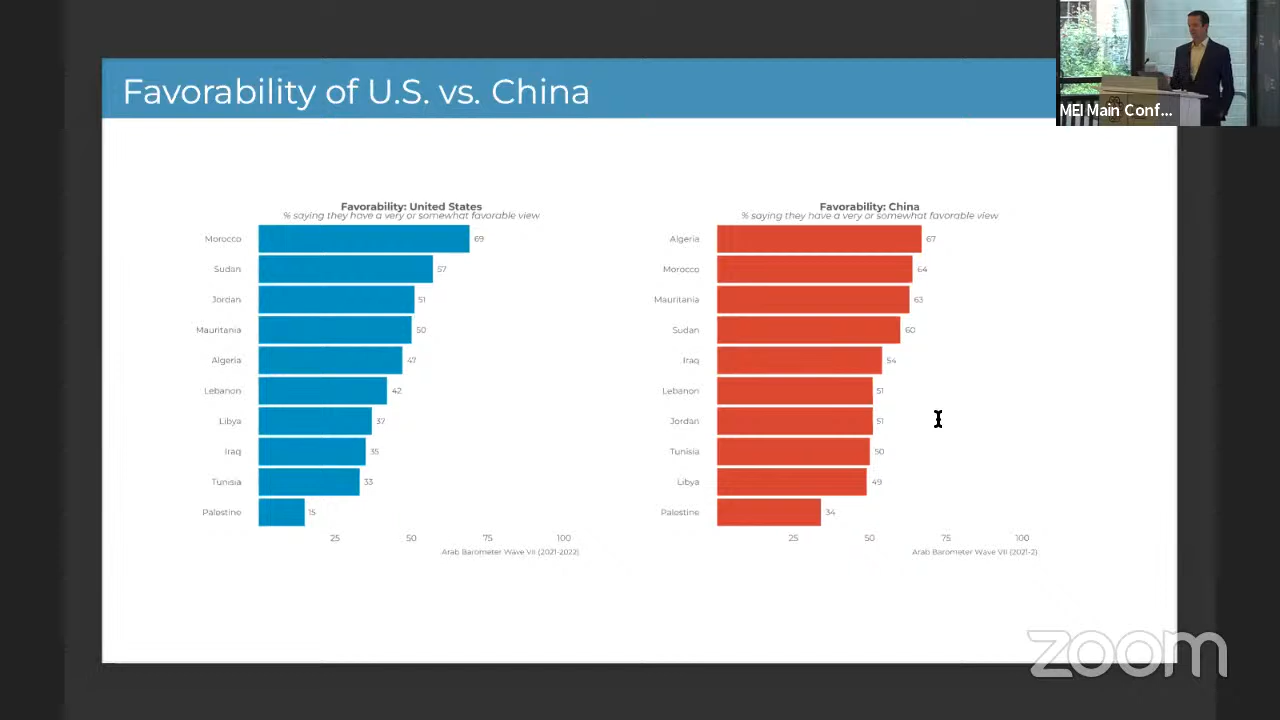 Favorability of U.S. vs. China
MEI Main Conf...
Favorability: United States
% saying they have a very or somewhat favorable view
Morocco 69
Sudan 57
Jordan 51
Mauritania 50
Algeria 47
Lebanon 42
Libya 37
Iraq 35
Tunisia 33
Palestine 15
25 50 75 100
Arab Barometer Wave VII (2021-2022)
Favorability: China
% saying they have a very or somewhat favorable view
Algeria 67
Morocco 64
Mauritania 63
Sudan 60
Iraq 54
Lebanon 51
Jordan 51
Tunisia 50
Libya 49
Palestine 34
25 50 75 100
Arab Barometer Wave VII (2021-2)
zoom